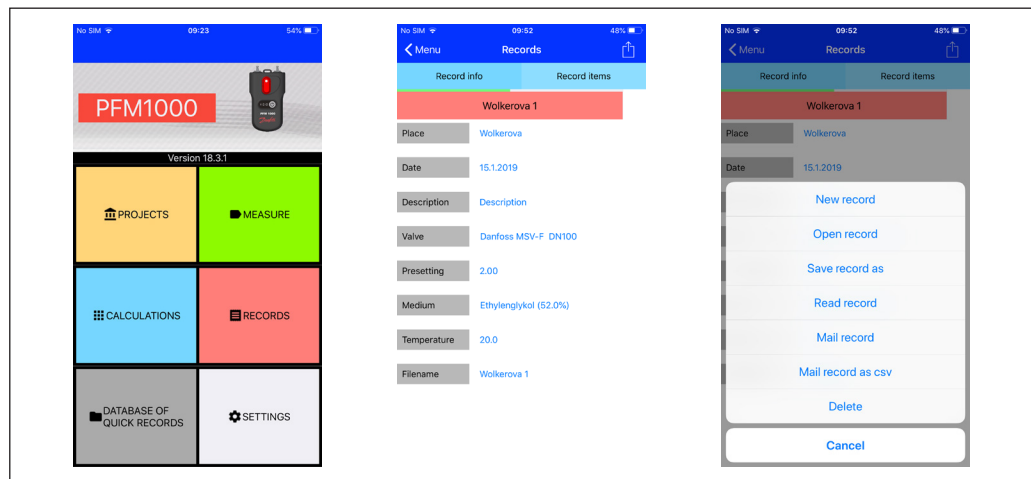 No SIM 09:23 54%
PFM1000
Version 18.3.1
PROJECTS
MEASURE
CALCULATIONS
RECORDS
DATABASE OF
QUICK RECORDS
SETTINGS
No SIM 09:52 48%
Menu Records
Record info Record items
Wolkerova 1
Place Wolkerova
Date 15.1.2019
Description Description
Valve Danfoss MSV-F DN100
Presetting 2.00
Medium Ethylenglykol (52.0%)
Temperature 20.0
Filename Wolkerova 1
No SIM 09:52 48%
Menu Records
Record info Record items
Wolkerova 1
Place Wolkerova
Date 15.1.2019
New record
Open record
Save record as
Read record
Mail record
Mail record as csv
Delete
Cancel